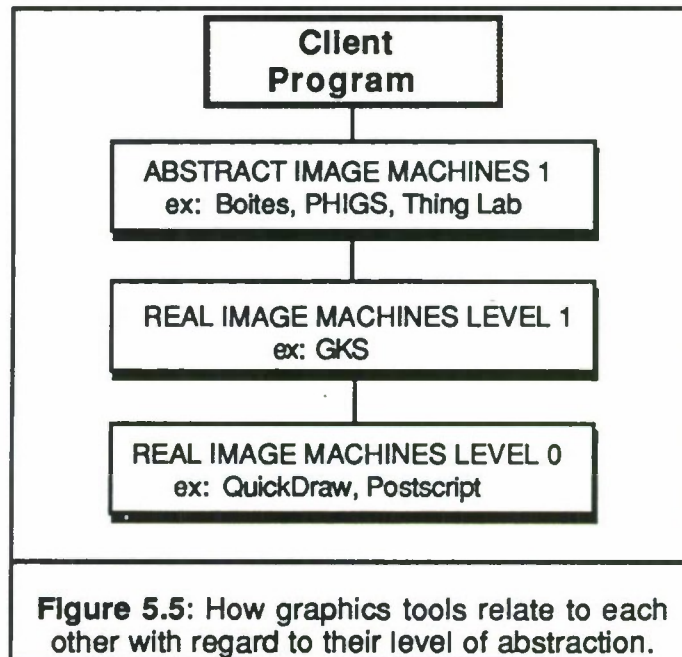 Client
Program
ABSTRACT IMAGE MACHINES 1
ex: Boites, PHIGS, Thing Lab
REAL IMAGE MACHINES LEVEL 1
ex: GKS
REAL IMAGE MACHINES LEVEL 0
ex: QuickDraw, Postscript
Figure 5.5: How graphics tools relate to each
other with regard to their level of abstraction.